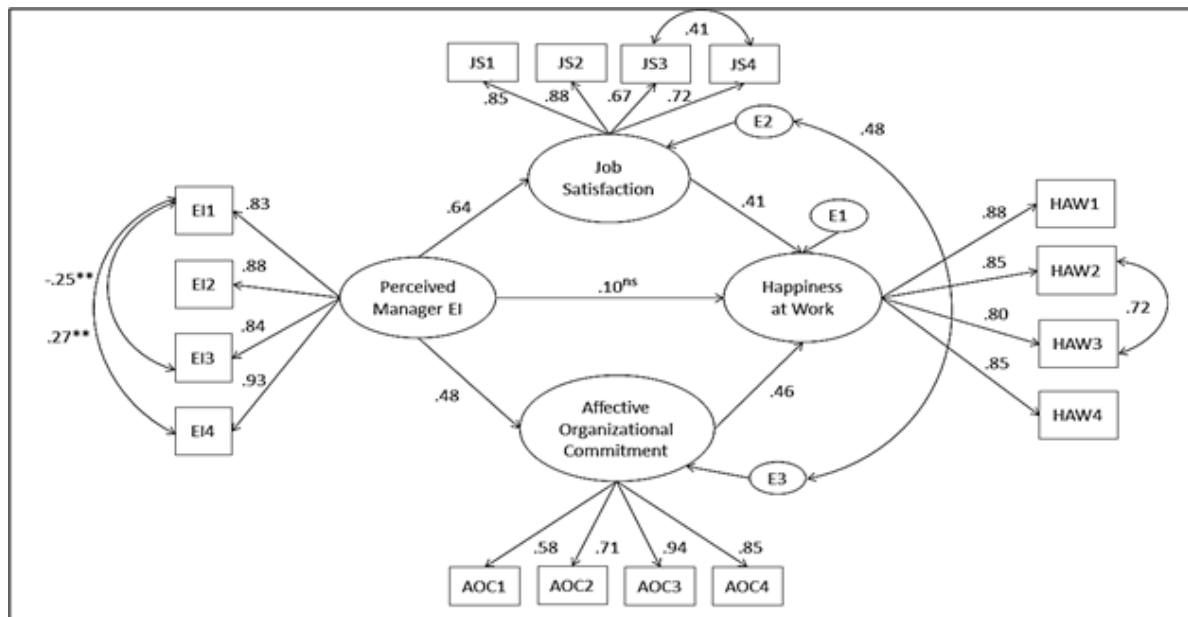 .41
JS1 JS2 JS3 JS4
.85 .88 .67 .72
E2
.48
Job
Satisfaction
EI1 .83
.64
.41
E1
.88 HAW1
-.25**
EI2 .88
Perceived
Manager EI
.10ns
Happiness
at Work
.85 HAW2
.72
.27**
EI3 .84
.80 HAW3
EI4 .93
.48
.46
.85 HAW4
Affective
Organizational
Commitment
E3
.58 .71 .94 .85
AOC1 AOC2 AOC3 AOC4